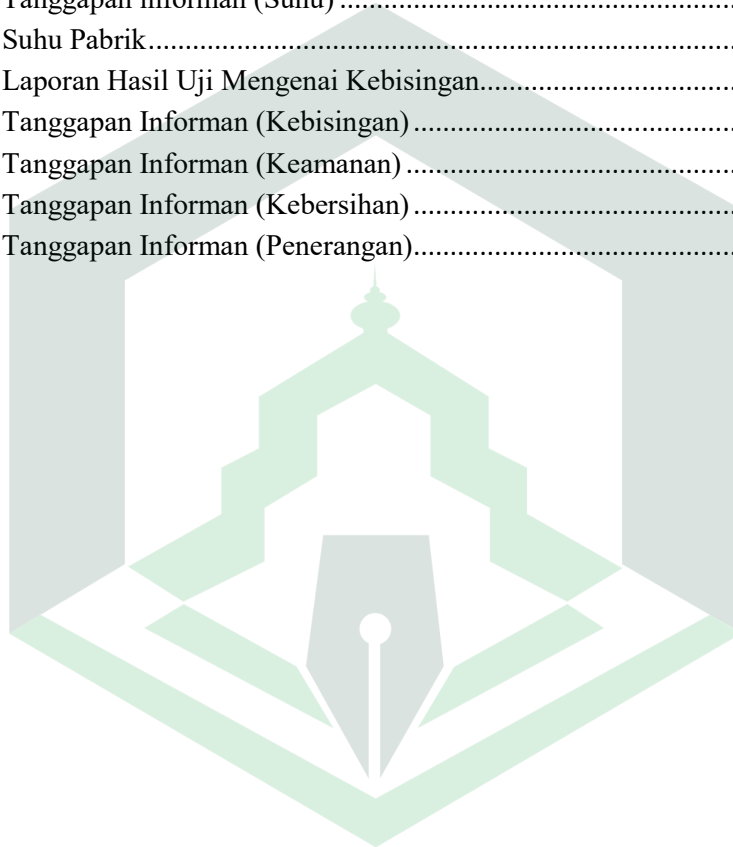 Tanggapan Informan (Suhu)........................................................
Suhu Pabrik..................................................................................
Laporan Hasil Uji Mengenai Kebisingan..................................
Tanggapan Informan (Kebisingan)............................................
Tanggapan Informan (Keamanan).............................................
Tanggapan Informan (Kebersihan)............................................
Tanggapan Informan (Penerangan)............................................